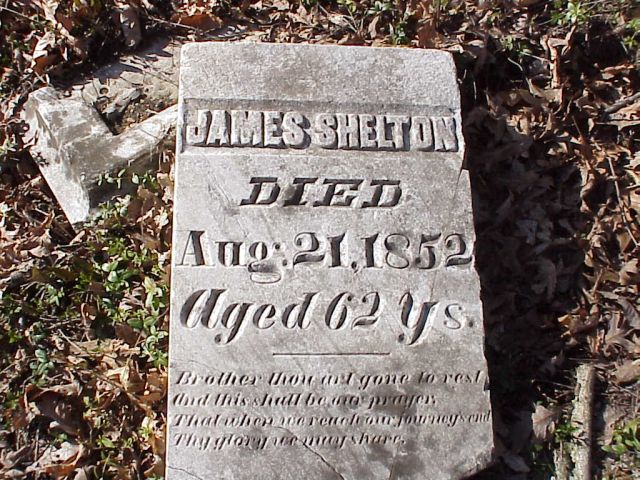 JAMES SHELTON
DIED
Aug. 21, 1852
Aged 62 Ys.
Brother thou art gone to rest,
And this shall be our prayer,
That when we reach our journeys end
Thy glory we may share.